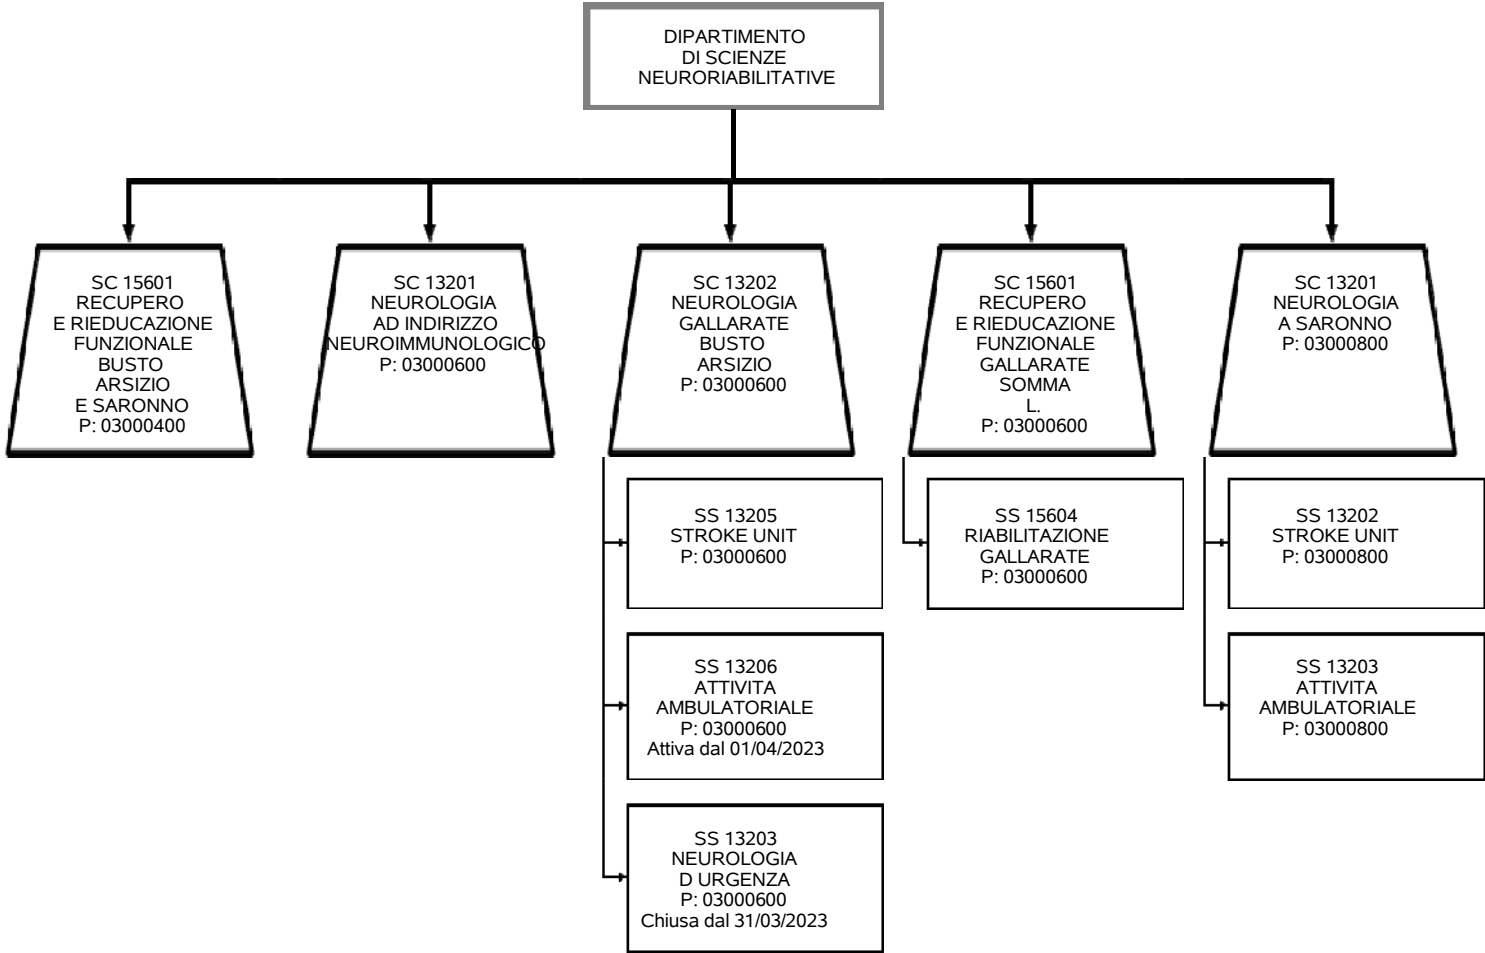 DIPARTIMENTO
DI SCIENZE
NEURORIABILITATIVE
SC 15601
RECUPERO
E RIEDUCAZIONE
FUNZIONALE
BUSTO
ARSIZIO
E SARONNO
P: 03000400
SC 13201
NEUROLOGIA
AD INDIRIZZO
NEUROIMMUNOLOGICO
P: 03000600
SC 13202
NEUROLOGIA
GALLARATE
BUSTO
ARSIZIO
P: 03000600
SC 15601
RECUPERO
E RIEDUCAZIONE
FUNZIONALE
GALLARATE
SOMMA
L.
P: 03000600
SC 13201
NEUROLOGIA
A SARONNO
P: 03000800
SS 13205
STROKE UNIT
P: 03000600
SS 15604
RIABILITAZIONE
GALLARATE
P: 03000600
SS 13202
STROKE UNIT
P: 03000800
SS 13206
ATTIVITA
AMBULATORIALE
P: 03000600
Attiva dal 01/04/2023
SS 13203
ATTIVITA
AMBULATORIALE
P: 03000800
SS 13203
NEUROLOGIA
D URGENZA
P: 03000600
Chiusa dal 31/03/2023